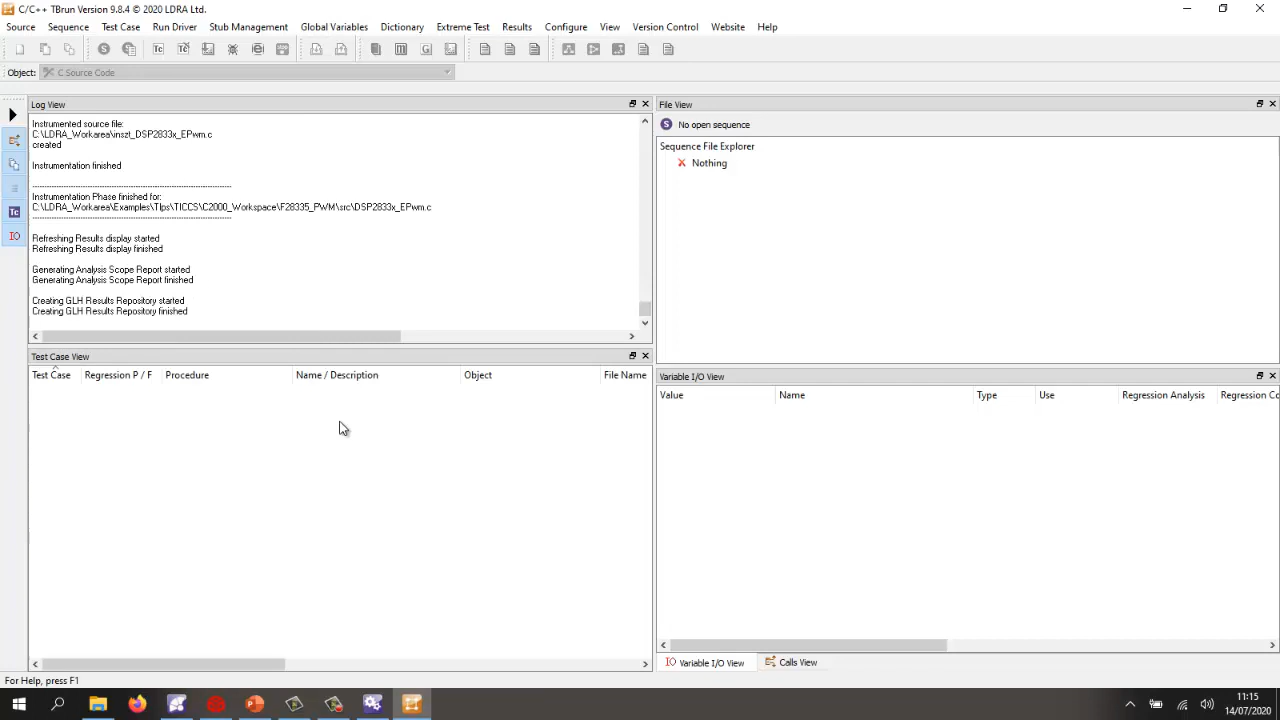 C/C++ TBrun Version 9.8.4 © 2020 LDRA Ltd.
Source Sequence Test Case Run Driver Stub Management Global Variables Dictionary Extreme Test Results Configure View Version Control Website Help
Object: C Source Code
Log View
Instrumented source file:
C:\LDRA_Workarea\inszt_DSP2833x_EPwm.c
created
Instrumentation finished
Instrumentation Phase finished for:
C:\LDRA_Workarea\Examples\TIps\TICCS\C2000_Workspace\F28335_PWM\src\DSP2833x_EPwm.c
Refreshing Results display started
Refreshing Results display finished
Generating Analysis Scope Report started
Generating Analysis Scope Report finished
Creating GLH Results Repository started
Creating GLH Results Repository finished
File View
No open sequence
Sequence File Explorer
Nothing
Test Case View
Test Case Regression P / F Procedure Name / Description Object File Name
Variable I/O View
Value Name Type Use Regression Analysis Regression Co
Variable I/O View Calls View
For Help, press F1
11:15
14/07/2020